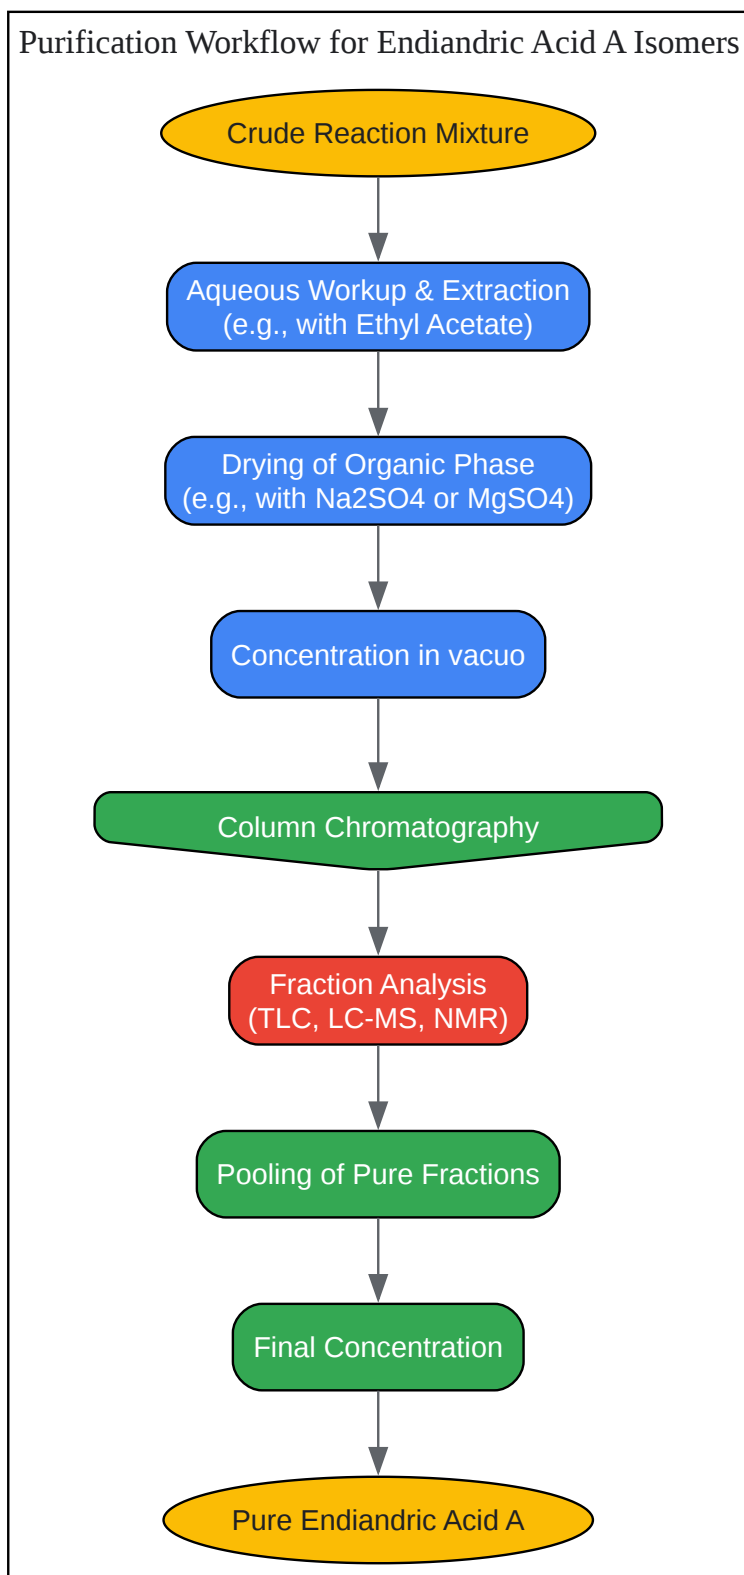 Purification Workflow for Endiandric Acid A Isomers
Crude Reaction Mixture
Aqueous Workup & Extraction
(e.g., with Ethyl Acetate)
Drying of Organic Phase
(e.g., with Na2SO4 or MgSO4)
Concentration in vacuo
Column Chromatography
Fraction Analysis
(TLC, LC-MS, NMR)
Pooling of Pure Fractions
Final Concentration
Pure Endiandric Acid A